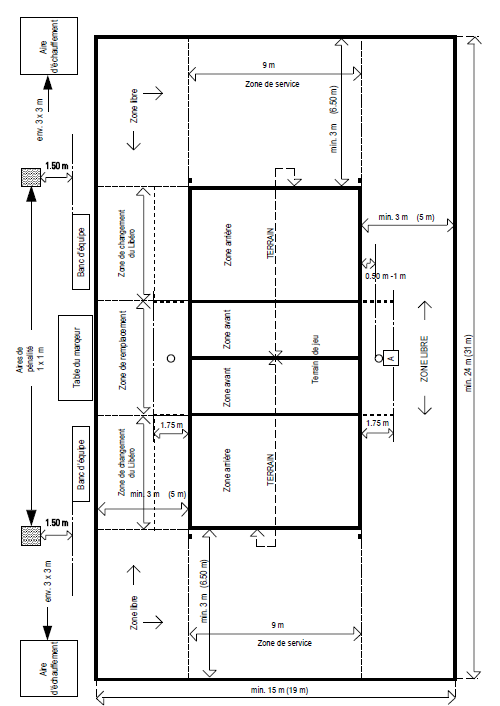 Aire
d'échauffement
env. 3 x 3 m
1.50 m
9 m
Zone de service
Zone libre
min. 3 m (6.50 m)
min. 3 m (5 m)
0.50 m -1 m
Banc d'équipe
Zone de changement
du Libéro
Zone arrière
TERRAIN
Aires de
pénalité
1 x 1 m
Table du marqeur
Zone de remplacement
Zone avant
Zone avant
Terrain de jeu
A
ZONE LIBRE
min. 24 m (31 m)
1.75 m
1.75 m
Banc d'équipe
Zone de changement
du Libéro
Zone arrière
TERRAIN
min. 3 m (5 m)
1.50 m
env. 3 x 3 m
Zone libre
min. 3 m (6.50 m)
9 m
Zone de service
Aire
d'échauffement
min. 15 m (19 m)